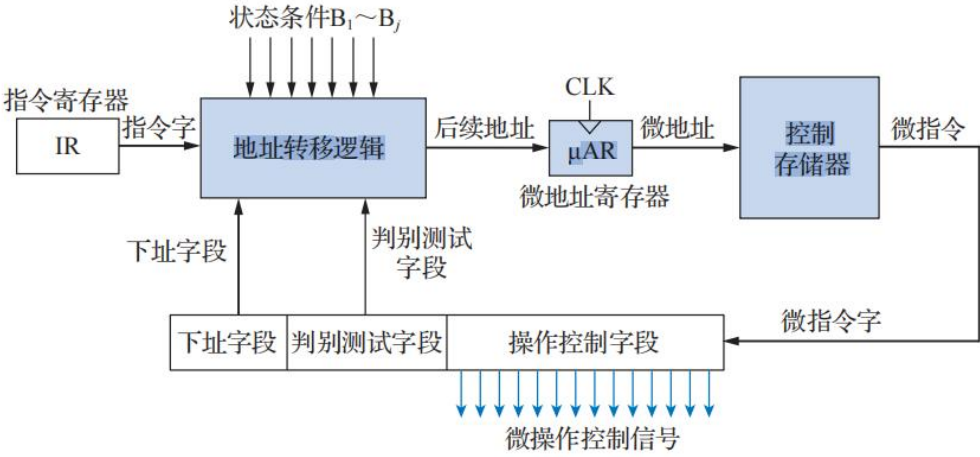 状态条件B1～Bj
CLK
指令寄存器
IR
指令字
地址转移逻辑
后续地址
μAR
微地址
控制
存储器
微指令
微地址寄存器
下址字段
判别测试
字段
微指令字
下址字段
判别测试字段
操作控制字段
微操作控制信号